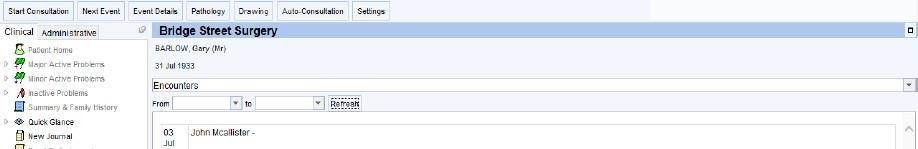 Start Consultation Next Event Event Details Pathology Drawing Auto-Consultation Settings
Clinical Administrative
Patient Home
Major Active Problems
Minor Active Problems
Inactive Problems
Summary & Family History
Quick Glance
New Journal
Bridge Street Surgery
BARLOW, Gary (Mr)
31 Jul 1933
Encounters
From to Refresh
03 John Mcallister -
Jul